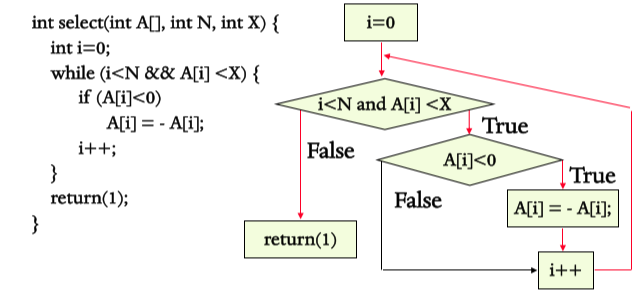 int select(int A[], int N, int X) {
int i=0;
while (i<N && A[i] <X) {
if (A[i]<0)
A[i] = - A[i];
i++;
}
return(1);
}
i=0
i<N and A[i] <X
True
False
A[i]<0
True
False
A[i] = - A[i];
return(1)
i++